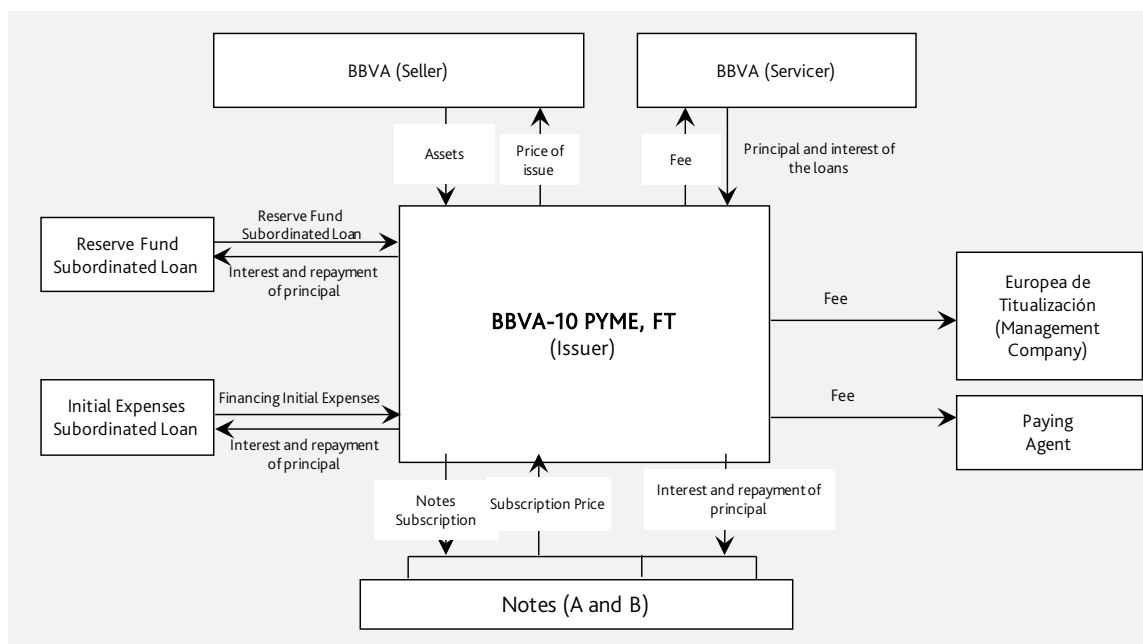 BBVA (Seller)
BBVA (Servicer)
Assets
Price of
issue
Fee
Principal and interest of
the loans
Reserve Fund
Subordinated Loan
Reserve Fund
Subordinated Loan
Interest and repayment
of principal
BBVA-10 PYME, FT
(Issuer)
Fee
Europea de
Titualización
(Management
Company)
Initial Expenses
Subordinated Loan
Financing Initial Expenses
Interest and repayment
of principal
Fee
Paying
Agent
Notes
Subscription
Subscription Price
Interest and repayment of
principal
Notes (A and B)